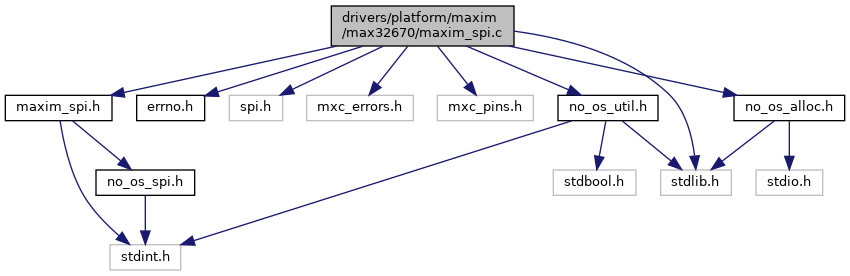 drivers/platform/maxim
/max32670/maxim_spi.c
maxim_spi.h
errno.h
spi.h
mxc_errors.h
mxc_pins.h
no_os_util.h
no_os_alloc.h
no_os_spi.h
stdbool.h
stdlib.h
stdio.h
stdint.h